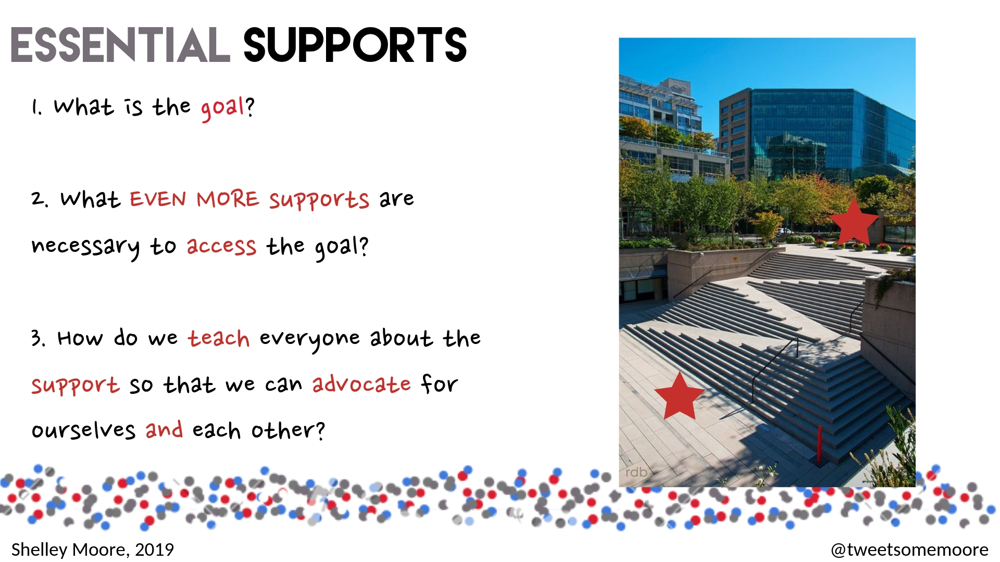 ESSENTIAL SUPPORTS
1. What is the goal?
2. What EVEN MORE supports are
necessary to access the goal?
3. How do we teach everyone about the
support so that we can advocate for
ourselves and each other?
rdb
Shelley Moore, 2019
@tweetsomemoore